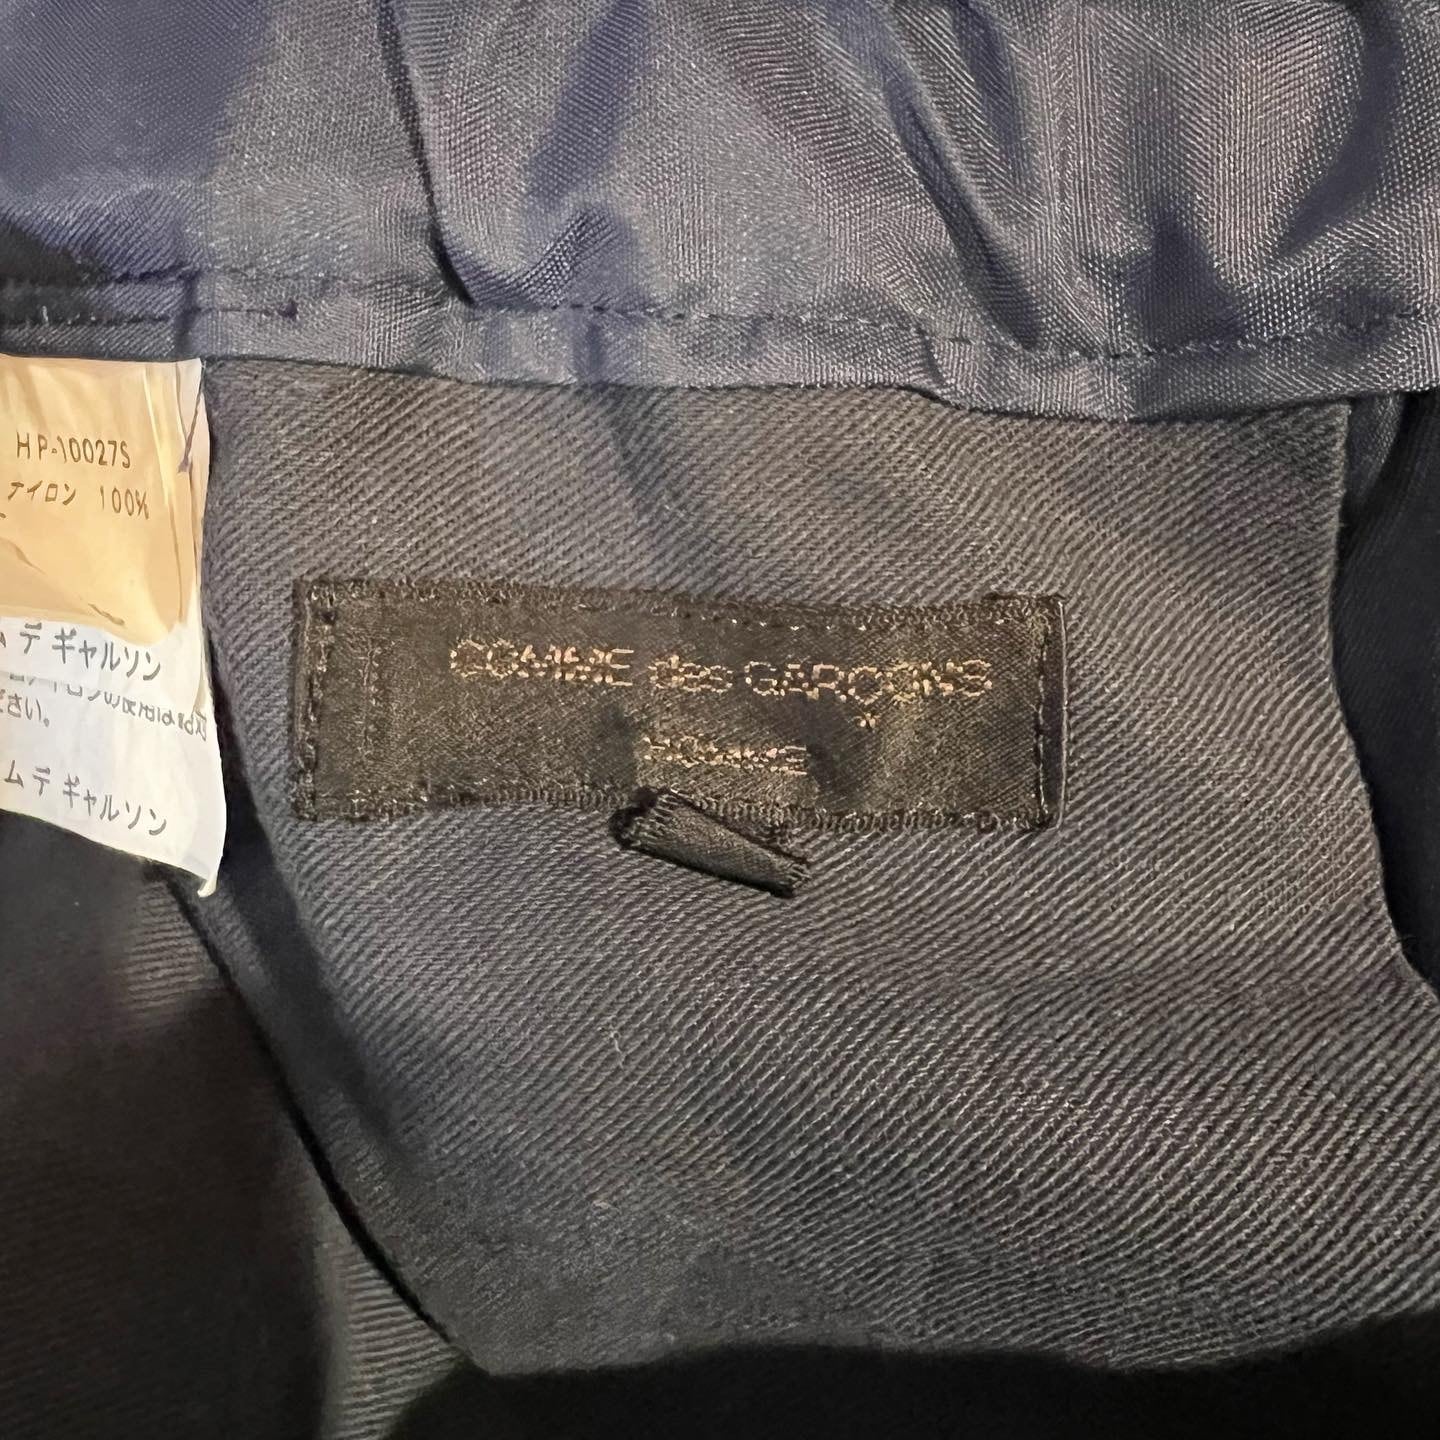 HP-10027S
ナイロン 100%
ム デ ギャルソン
ださい。
ム デ ギャルソン
COMME des GARÇONS
HOMME